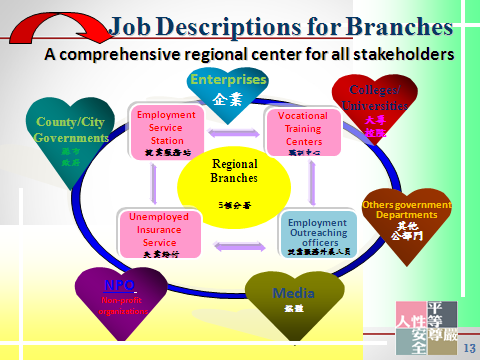 Job Descriptions for Branches
A comprehensive regional center for all stakeholders
Enterprises
企業
Colleges/
Universities
大專
校院
County/City
Governments
縣市
政府
Employment
Service
Station
就業服務站
Vocational
Training
Centers
職訓中心
Regional
Branches
5個分署
Unemployed
Insurance
Service
失業給付
Employment
Outreaching
officers
就業服務外展人員
Others government
Departments
其他
公部門
NPO
Non-profit
organizations
Media
媒體
平等
人性尊嚴
安全
13